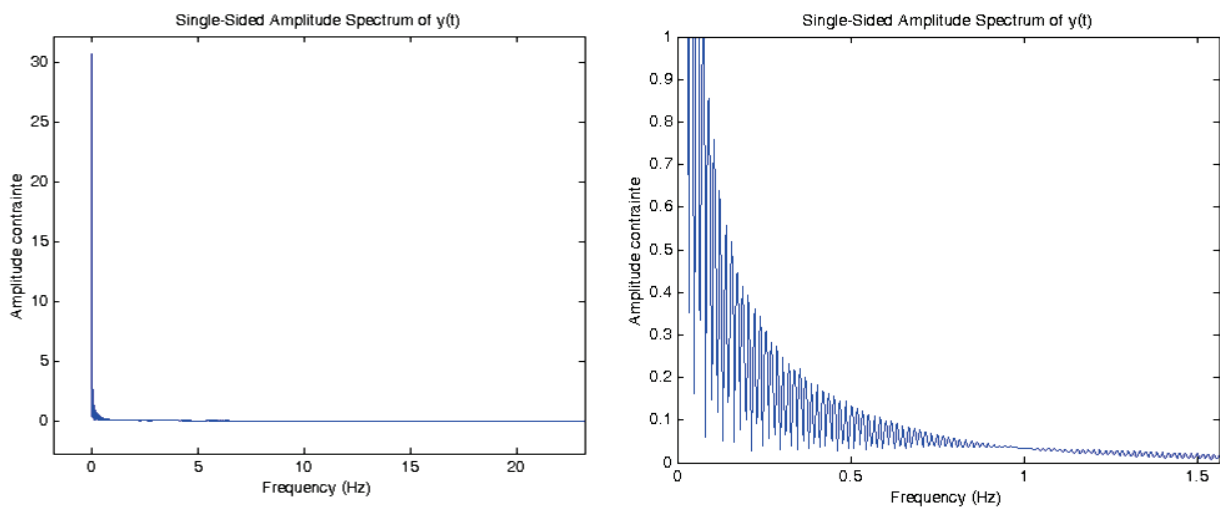 Single-Sided Amplitude Spectrum of y(t)
30
25
20
15
10
5
0
Amplitude contrainte
0 5 10 15 20
Frequency (Hz)
Single-Sided Amplitude Spectrum of y(t)
1
0.9
0.8
0.7
0.6
0.5
0.4
0.3
0.2
0.1
0
Amplitude contrainte
0 0.5 1 1.5
Frequency (Hz)